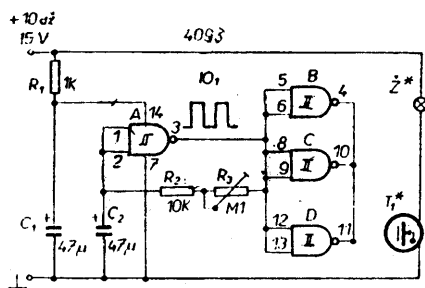 +10 dż 15 V
4093
R₁ 1K
A
14
IO₁
1
2
3
7
R₂
10K
R₃
M1
C₁
+
47μ
C₂
+
47μ
5
6
B
4
8
9
C
10
12
13
D
11
Ž*
T₁*